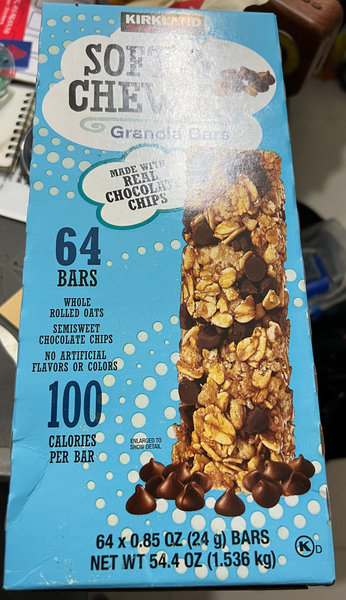 KIRKLAND
SOFT &
CHEWY
Granola Bars
MADE WITH
REAL
CHOCOLATE
CHIPS
64
BARS
WHOLE
ROLLED OATS
SEMISWEET
CHOCOLATE CHIPS
NO ARTIFICIAL
FLAVORS OR COLORS
100
CALORIES
PER BAR
ENLARGED TO
SHOW DETAIL
64 x 0.85 OZ (24 g) BARS
NET WT 54.4 OZ (1.536 kg)
K D